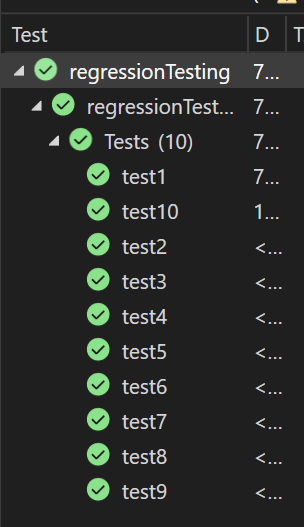 Test D T
regressionTesting 7...
regressionTest... 7...
Tests (10) 7...
test1 7...
test10 1...
test2 <...
test3 <...
test4 <...
test5 <...
test6 <...
test7 <...
test8 <...
test9 <...